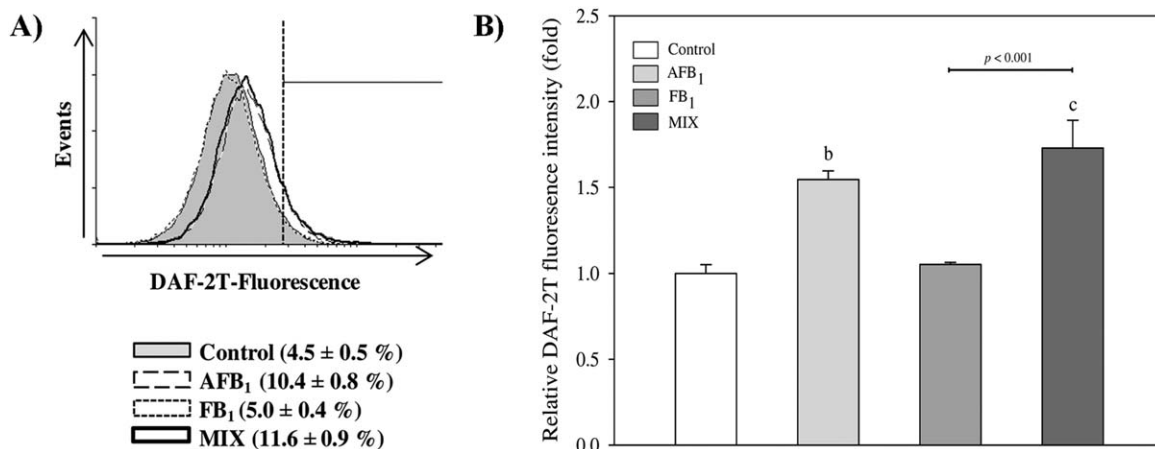 A)
Events
DAF-2T-Fluorescence
Control (4.5 ± 0.5 %)
AFB₁ (10.4 ± 0.8 %)
FB₁ (5.0 ± 0.4 %)
MIX (11.6 ± 0.9 %)
B)
Relative DAF-2T fluoresence intensity (fold)
2.5
2.0
1.5
1.0
0.5
0.0
Control
AFB₁
FB₁
MIX
p < 0.001
b
c